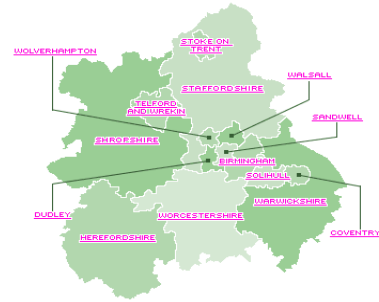 STOKE ON
TRENT
WOLVERHAMPTON
WALSALL
STAFFORDSHIRE
TELFORD
AND WREKIN
SANDWELL
SHROPSHIRE
BIRMINGHAM
SOLIHULL
WARWICKSHIRE
DUDLEY
WORCESTERSHIRE
COVENTRY
HEREFORDSHIRE